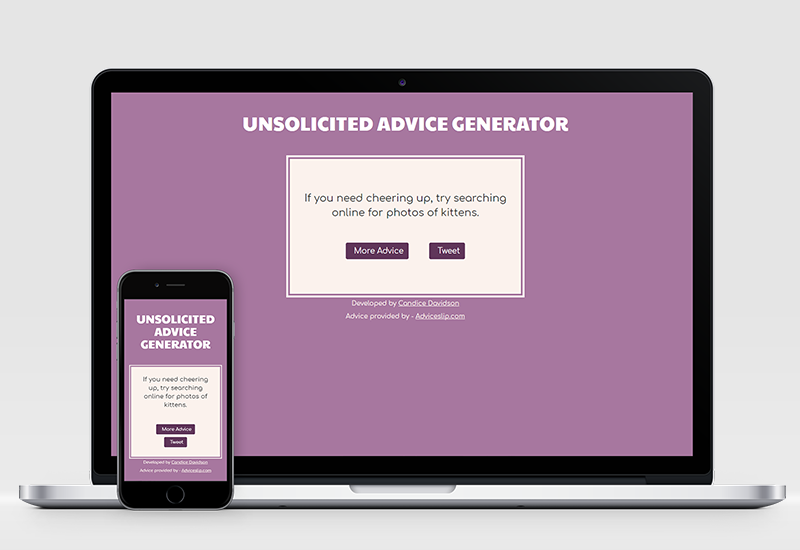 UNSOLICITED ADVICE GENERATOR
If you need cheering up, try searching
online for photos of kittens.
More Advice
Tweet
Developed by Candice Davidson
Advice provided by - Adviceslip.com
UNSOLICITED
ADVICE
GENERATOR
If you need cheering
up, try searching
online for photos of
kittens.
More Advice
Tweet
Developed by Candice Davidson
Advice provided by - Adviceslip.com